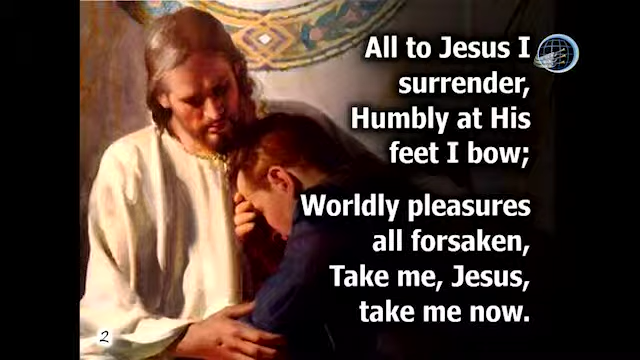 All to Jesus I
surrender,
Humbly at His
feet I bow;
Worldly pleasures
all forsaken,
Take me, Jesus,
take me now.
2